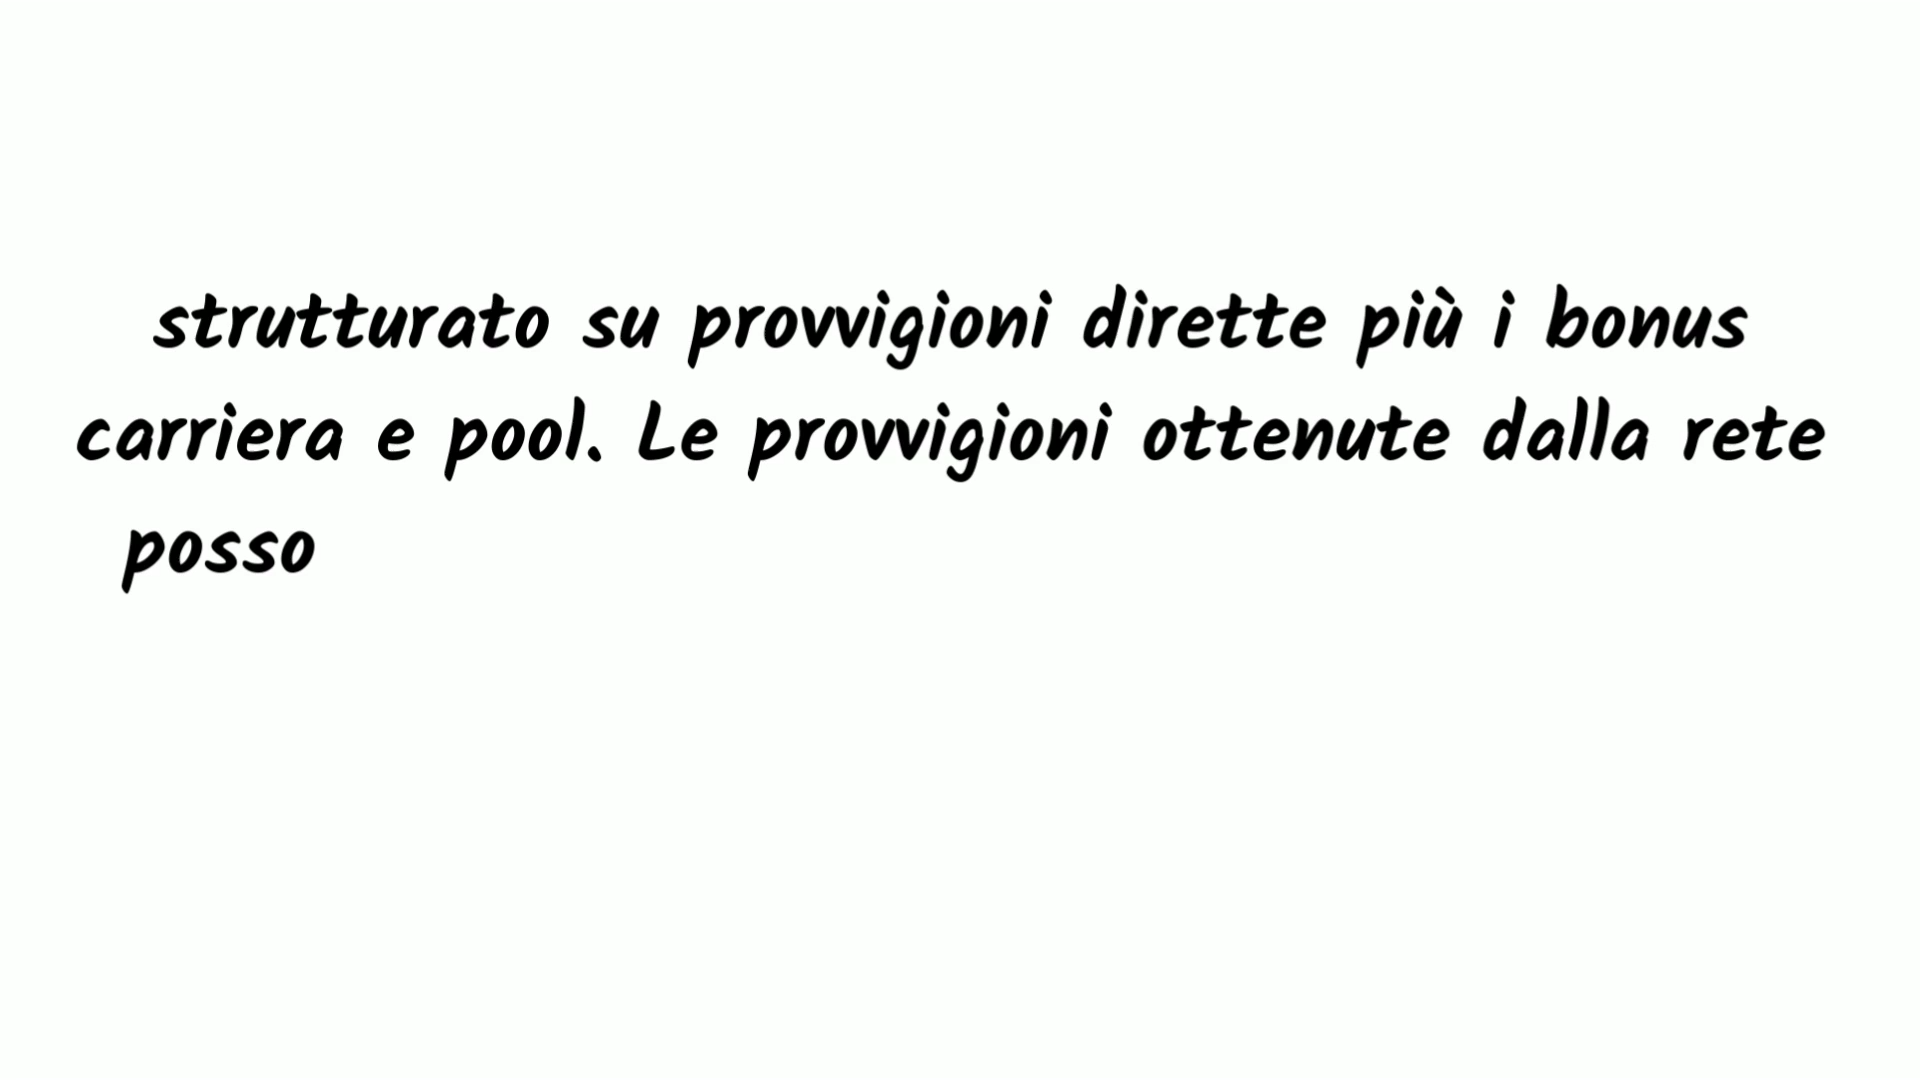 strutturato su provvigioni dirette più i bonus
carriera e pool. Le provvigioni ottenute dalla rete
posso